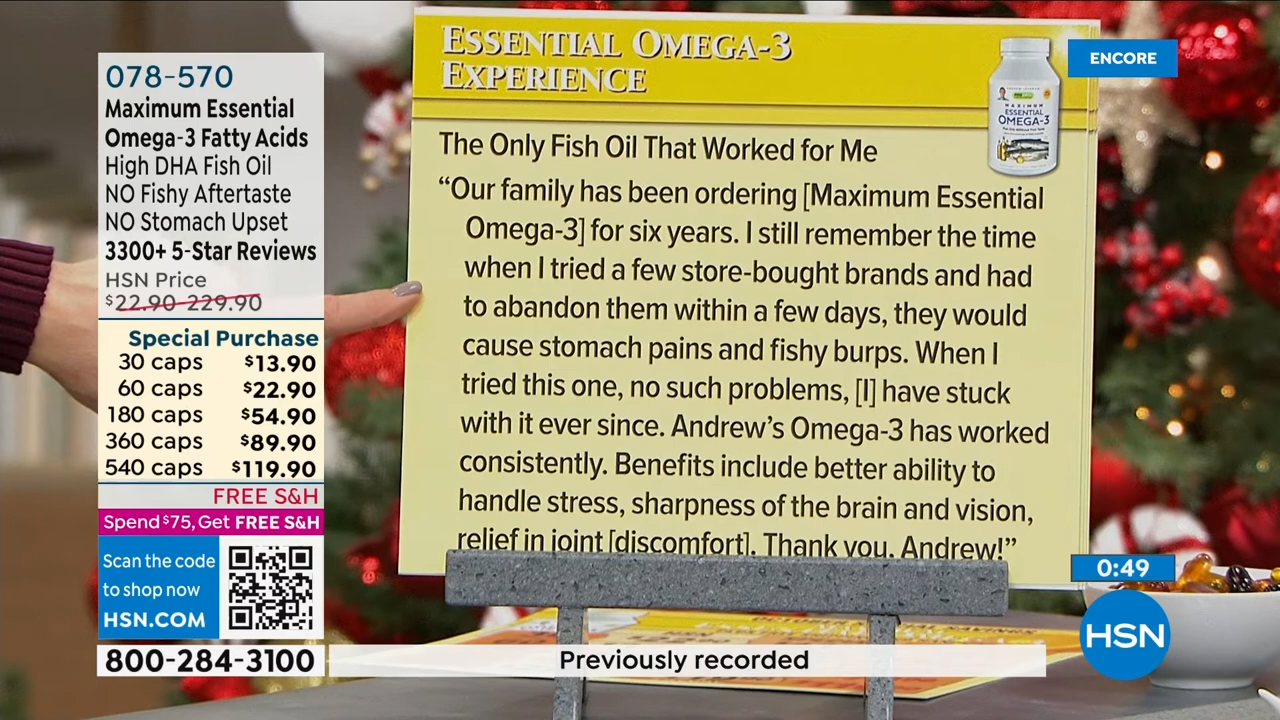 078-570
Maximum Essential
Omega-3 Fatty Acids
High DHA Fish Oil
NO Fishy Aftertaste
NO Stomach Upset
3300+ 5-Star Reviews
HSN Price
$22.90-229.90
Special Purchase
30 caps $13.90
60 caps $22.90
180 caps $54.90
360 caps $89.90
540 caps $119.90
FREE S&H
Spend $75, Get FREE S&H
Scan the code
to shop now
HSN.COM
800-284-3100
Previously recorded
ESSENTIAL OMEGA-3
EXPERIENCE
The Only Fish Oil That Worked for Me
“Our family has been ordering [Maximum Essential
Omega-3] for six years. I still remember the time
when I tried a few store-bought brands and had
to abandon them within a few days, they would
cause stomach pains and fishy burps. When I
tried this one, no such problems, [I] have stuck
with it ever since. Andrew’s Omega-3 has worked
consistently. Benefits include better ability to
handle stress, sharpness of the brain and vision,
relief in joint [discomfort]. Thank you, Andrew!”
MAXIMUM
ESSENTIAL
OMEGA-3
ENCORE
0:49
HSN